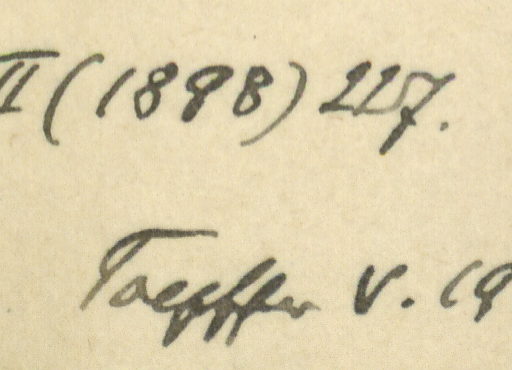 II (1898) 227.
Toepffer V. 19